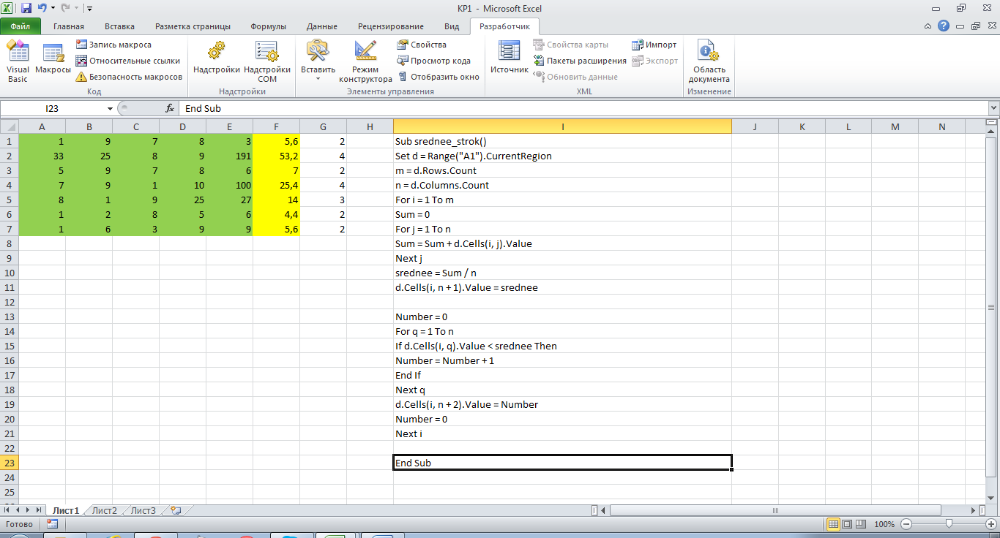 KP1 - Microsoft Excel
Файл Главная Вставка Разметка страницы Формулы Данные Рецензирование Вид Разработчик
Visual Basic
Макросы
Запись макроса
Относительные ссылки
Безопасность макросов
Код
Надстройки
Надстройки COM
Надстройки
Вставить
Режим конструктора
Свойства
Просмотр кода
Отобразить окно
Элементы управления
Источник
Свойства карты
Пакеты расширения
Обновить данные
Импорт
Экспорт
XML
Область документа
Изменение
I23 fx End Sub
A B C D E F G H I J K L M N
1 1 9 7 8 3 5,6 2 Sub srednee_strok()
2 33 25 8 9 191 53,2 4 Set d = Range("A1").CurrentRegion
3 5 9 7 8 6 7 2 m = d.Rows.Count
4 7 9 1 10 100 25,4 4 n = d.Columns.Count
5 8 1 9 25 27 14 3 For i = 1 To m
6 1 2 8 5 6 4,4 2 Sum = 0
7 1 6 3 9 9 5,6 2 For j = 1 To n
8 Sum = Sum + d.Cells(i, j).Value
9 Next j
10 srednee = Sum / n
11 d.Cells(i, n + 1).Value = srednee
12
13 Number = 0
14 For q = 1 To n
15 If d.Cells(i, q).Value < srednee Then
16 Number = Number + 1
17 End If
18 Next q
19 d.Cells(i, n + 2).Value = Number
20 Number = 0
21 Next i
22
23 End Sub
24
25
Лист1 Лист2 Лист3
Готово 100%